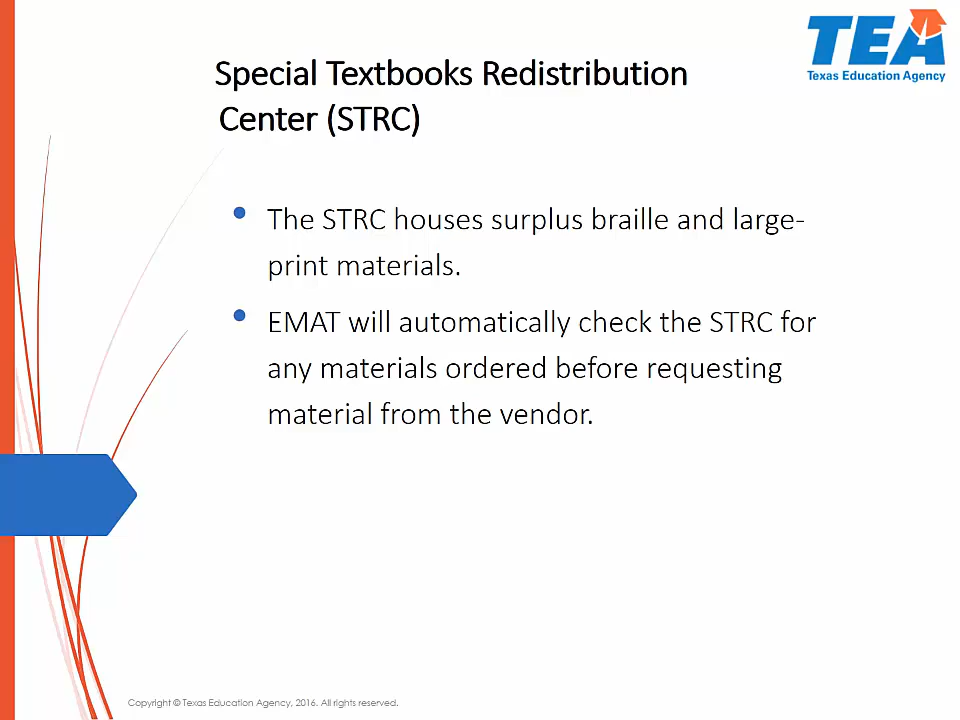 TEA
Texas Education Agency
Special Textbooks Redistribution
Center (STRC)
• The STRC houses surplus braille and large-
print materials.
• EMAT will automatically check the STRC for
any materials ordered before requesting
material from the vendor.
Copyright © Texas Education Agency, 2016. All rights reserved.